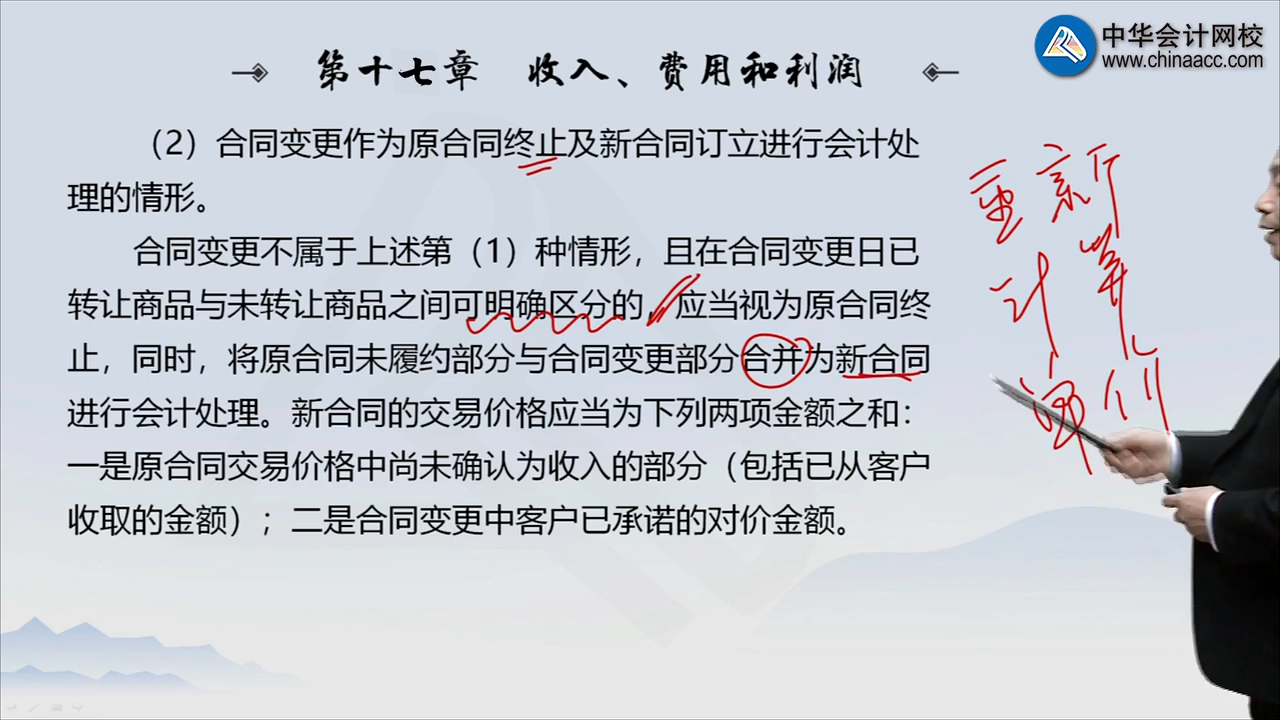 中华会计网校
www.chinaacc.com
第十七章 收入、费用和利润
（2）合同变更作为原合同终止及新合同订立进行会计处
理的情形。
合同变更不属于上述第（1）种情形，且在合同变更日已
转让商品与未转让商品之间可明确区分的，应当视为原合同终
止，同时，将原合同未履约部分与合同变更部分合并为新合同
进行会计处理。新合同的交易价格应当为下列两项金额之和：
一是原合同交易价格中尚未确认为收入的部分（包括已从客户
收取的金额）；二是合同变更中客户已承诺的对价金额。
重新
计算
单价